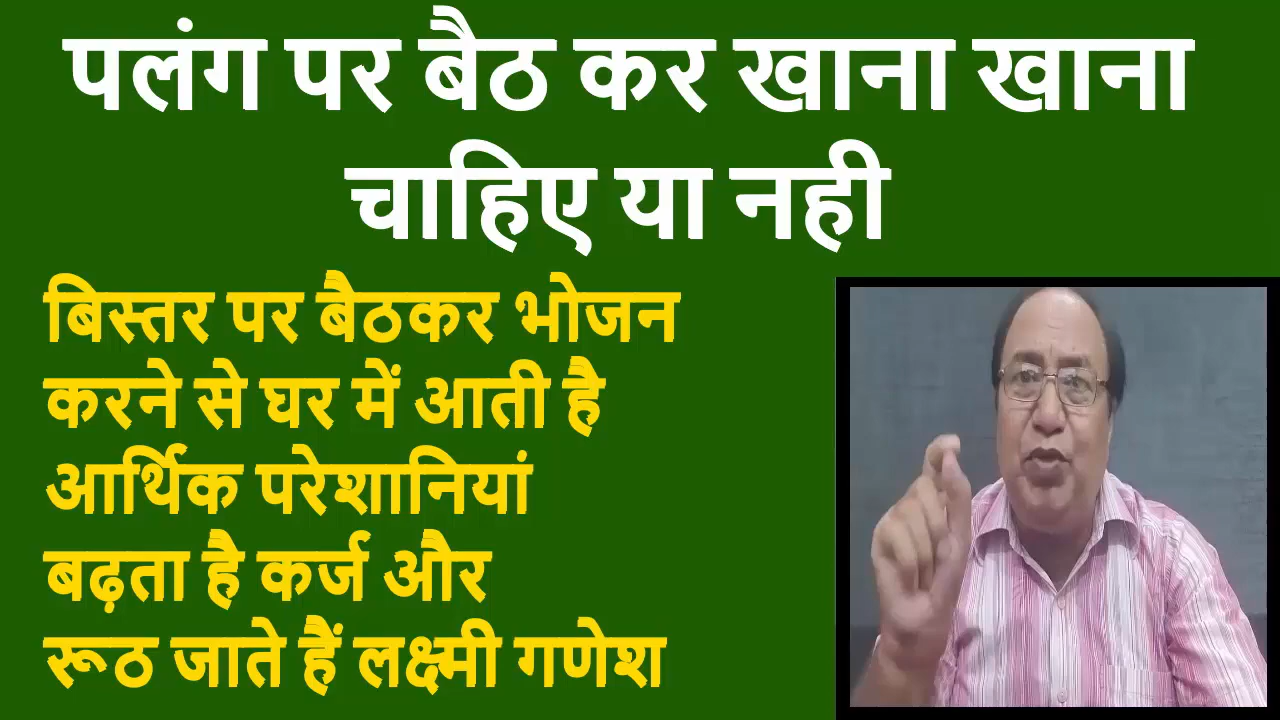 पलंग पर बैठ कर खाना खाना
चाहिए या नही
बिस्तर पर बैठकर भोजन
करने से घर में आती है
आर्थिक परेशानियां
बढ़ता है कर्ज और
रूठ जाते हैं लक्ष्मी गणेश